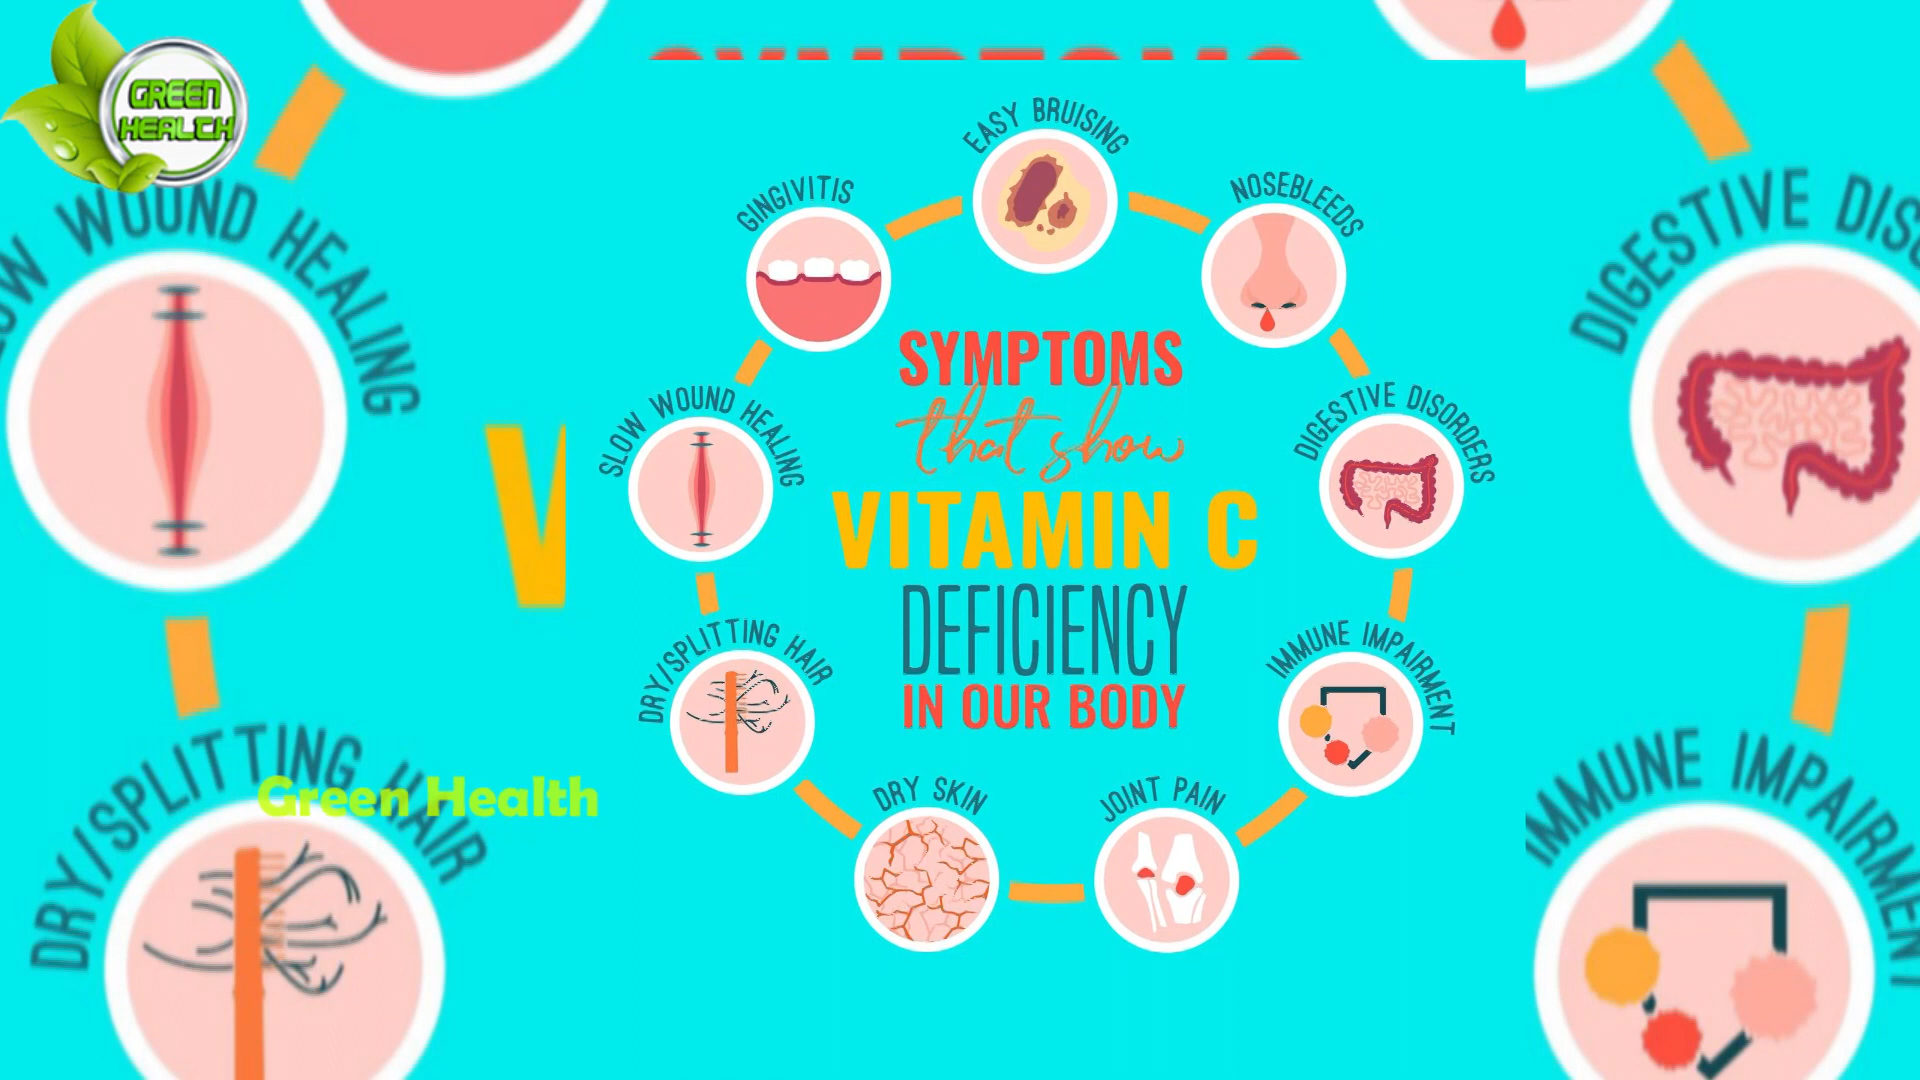 GREEN
HEALTH
EASY BRUISING
GINGIVITIS
NOSEBLEEDS
SLOW WOUND HEALING
DIGESTIVE DISORDERS
SYMPTOMS
that show
VITAMIN C
DEFICIENCY
IN OUR BODY
DRY/SPLITTING HAIR
IMMUNE IMPAIRMENT
DRY SKIN
JOINT PAIN
WOUND HEALING
DIGESTIVE
V
DRY/SPLITTING HAIR
Green Health
IMMUNE IMPAIRMENT